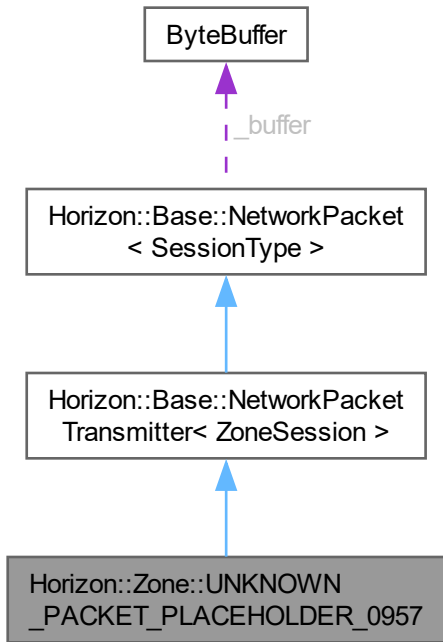 ByteBuffer
_buffer
Horizon::Base::NetworkPacket
< SessionType >
Horizon::Base::NetworkPacket
Transmitter< ZoneSession >
Horizon::Zone::UNKNOWN
_PACKET_PLACEHOLDER_0957